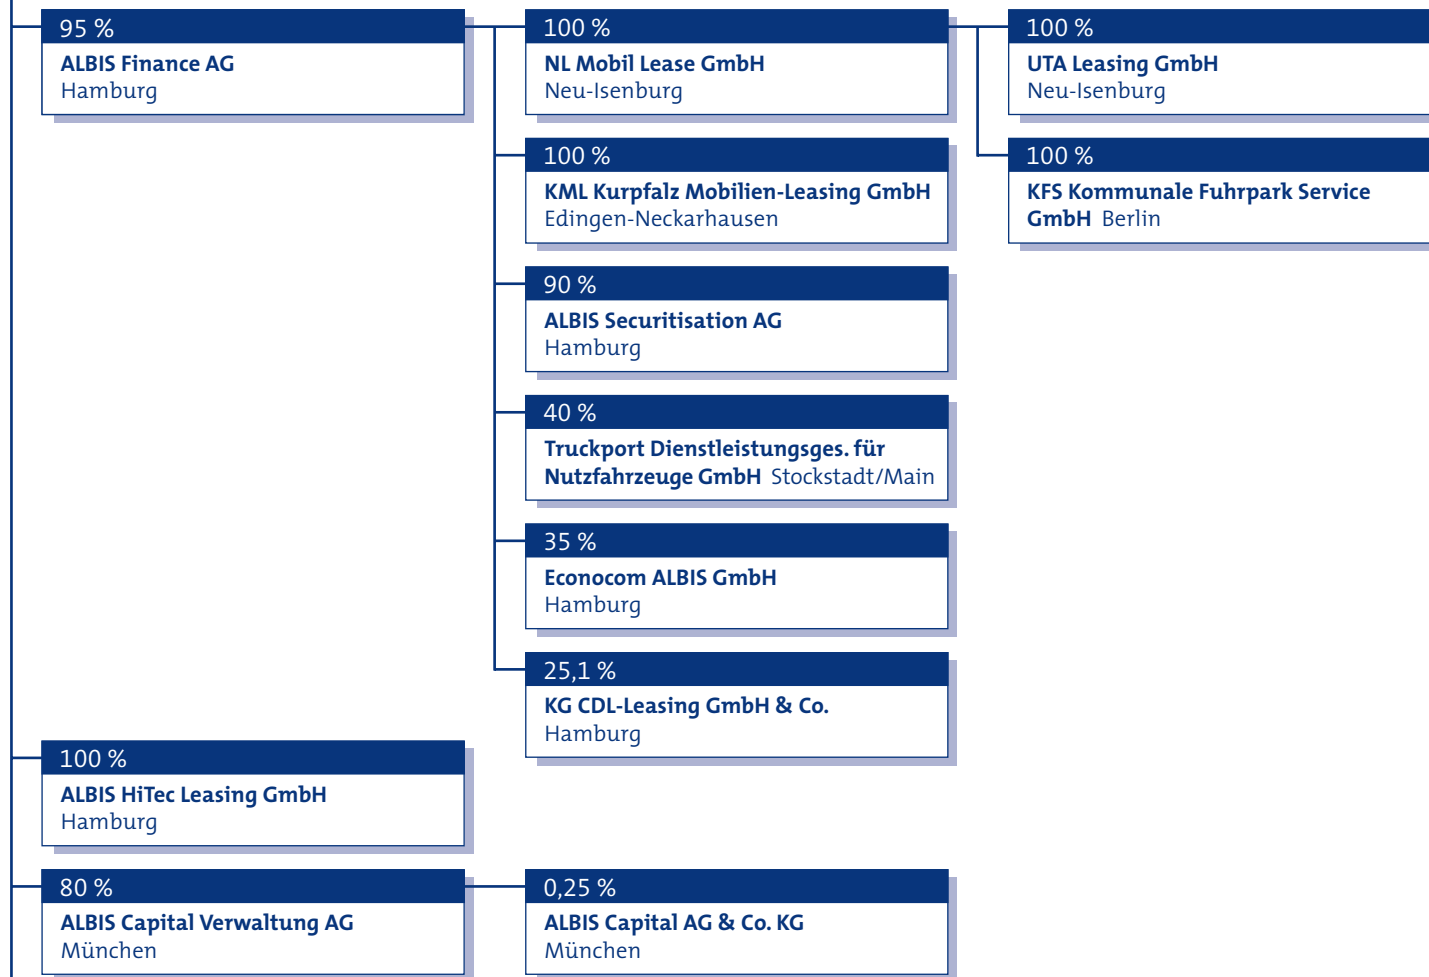 95 %
ALBIS Finance AG
Hamburg
100 %
NL Mobil Lease GmbH
Neu-Isenburg
100 %
UTA Leasing GmbH
Neu-Isenburg
100 %
KML Kurpfalz Mobilien-Leasing GmbH
Edingen-Neckarhausen
100 %
KFS Kommunale Fuhrpark Service
GmbH Berlin
90 %
ALBIS Securitisation AG
Hamburg
40 %
Truckport Dienstleistungsges. für
Nutzfahrzeuge GmbH Stockstadt/Main
35 %
Econocom ALBIS GmbH
Hamburg
25,1 %
KG CDL-Leasing GmbH & Co.
Hamburg
100 %
ALBIS HiTec Leasing GmbH
Hamburg
80 %
ALBIS Capital Verwaltung AG
München
0,25 %
ALBIS Capital AG & Co. KG
München